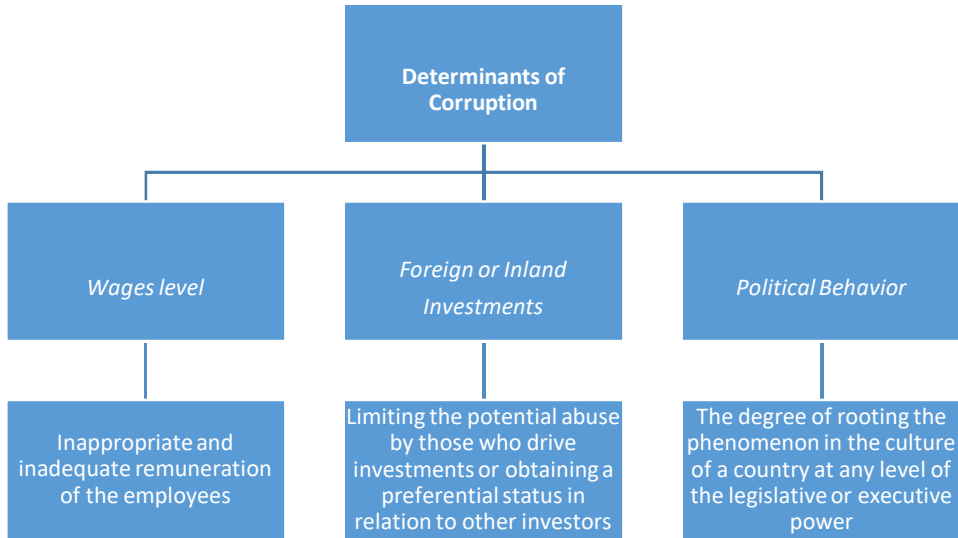 Determinants of
Corruption
Wages level
Foreign or Inland
Investments
Political Behavior
Inappropriate and
inadequate remuneration
of the employees
Limiting the potential abuse
by those who drive
investments or obtaining a
preferential status in
relation to other investors
The degree of rooting the
phenomenon in the culture
of a country at any level of
the legislative or executive
power